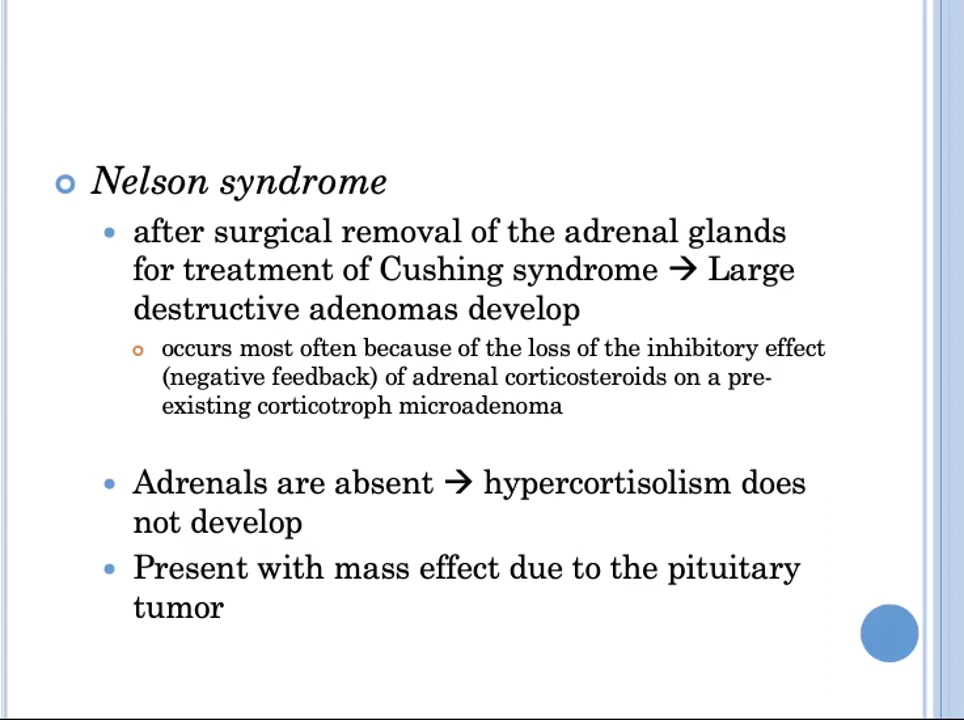 Nelson syndrome
after surgical removal of the adrenal glands
for treatment of Cushing syndrome → Large
destructive adenomas develop
occurs most often because of the loss of the inhibitory effect
(negative feedback) of adrenal corticosteroids on a pre-
existing corticotroph microadenoma
Adrenals are absent → hypercortisolism does
not develop
Present with mass effect due to the pituitary
tumor